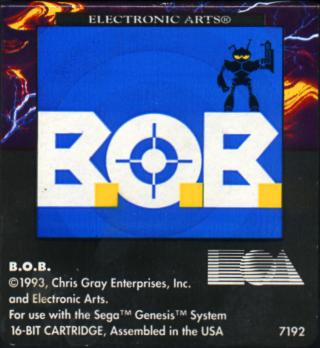 ELECTRONIC ARTS®
B.O.B.
B.O.B.
©1993, Chris Gray Enterprises, Inc.
and Electronic Arts.
For use with the Sega™ Genesis™ System
16-BIT CARTRIDGE, Assembled in the USA 7192
EA